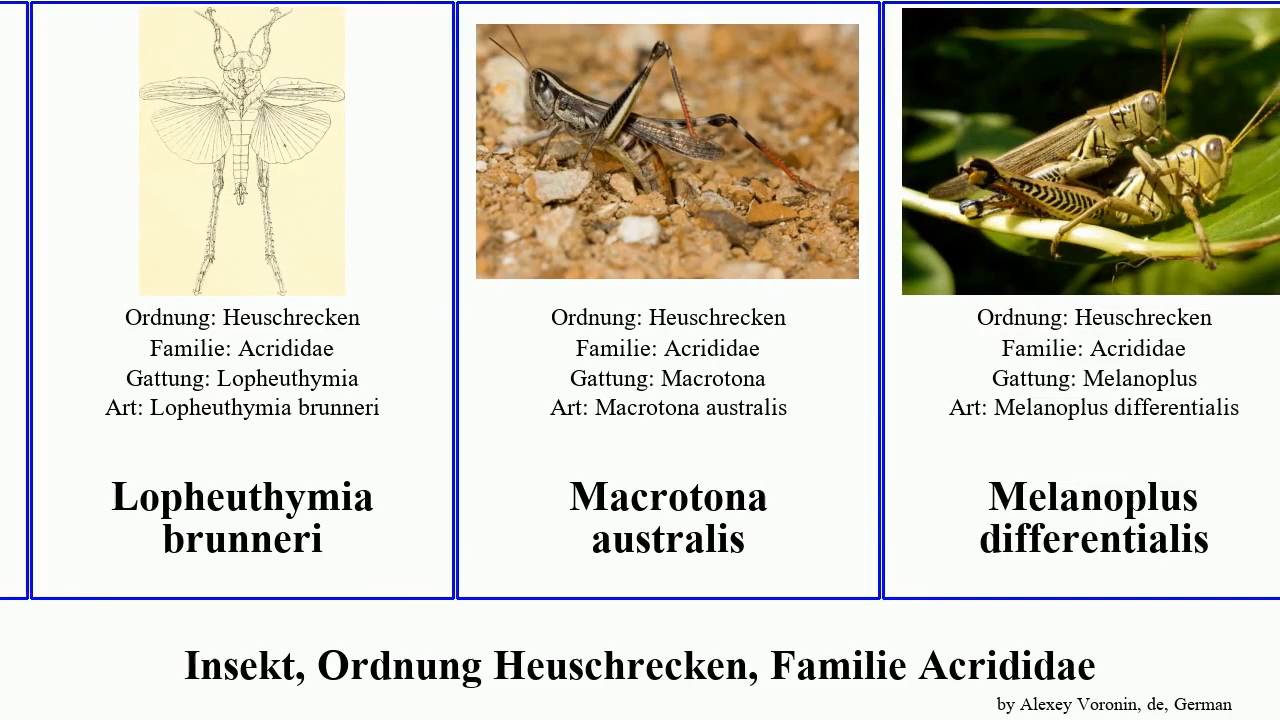 Ordnung: Heuschrecken
Familie: Acrididae
Gattung: Lopheuthymia
Art: Lopheuthymia brunneri
Lopheuthymia
brunneri
Ordnung: Heuschrecken
Familie: Acrididae
Gattung: Macrotona
Art: Macrotona australis
Macrotona
australis
Ordnung: Heuschrecken
Familie: Acrididae
Gattung: Melanoplus
Art: Melanoplus differentialis
Melanoplus
differentialis
Insekt, Ordnung Heuschrecken, Familie Acrididae
by Alexey Voronin, de, German